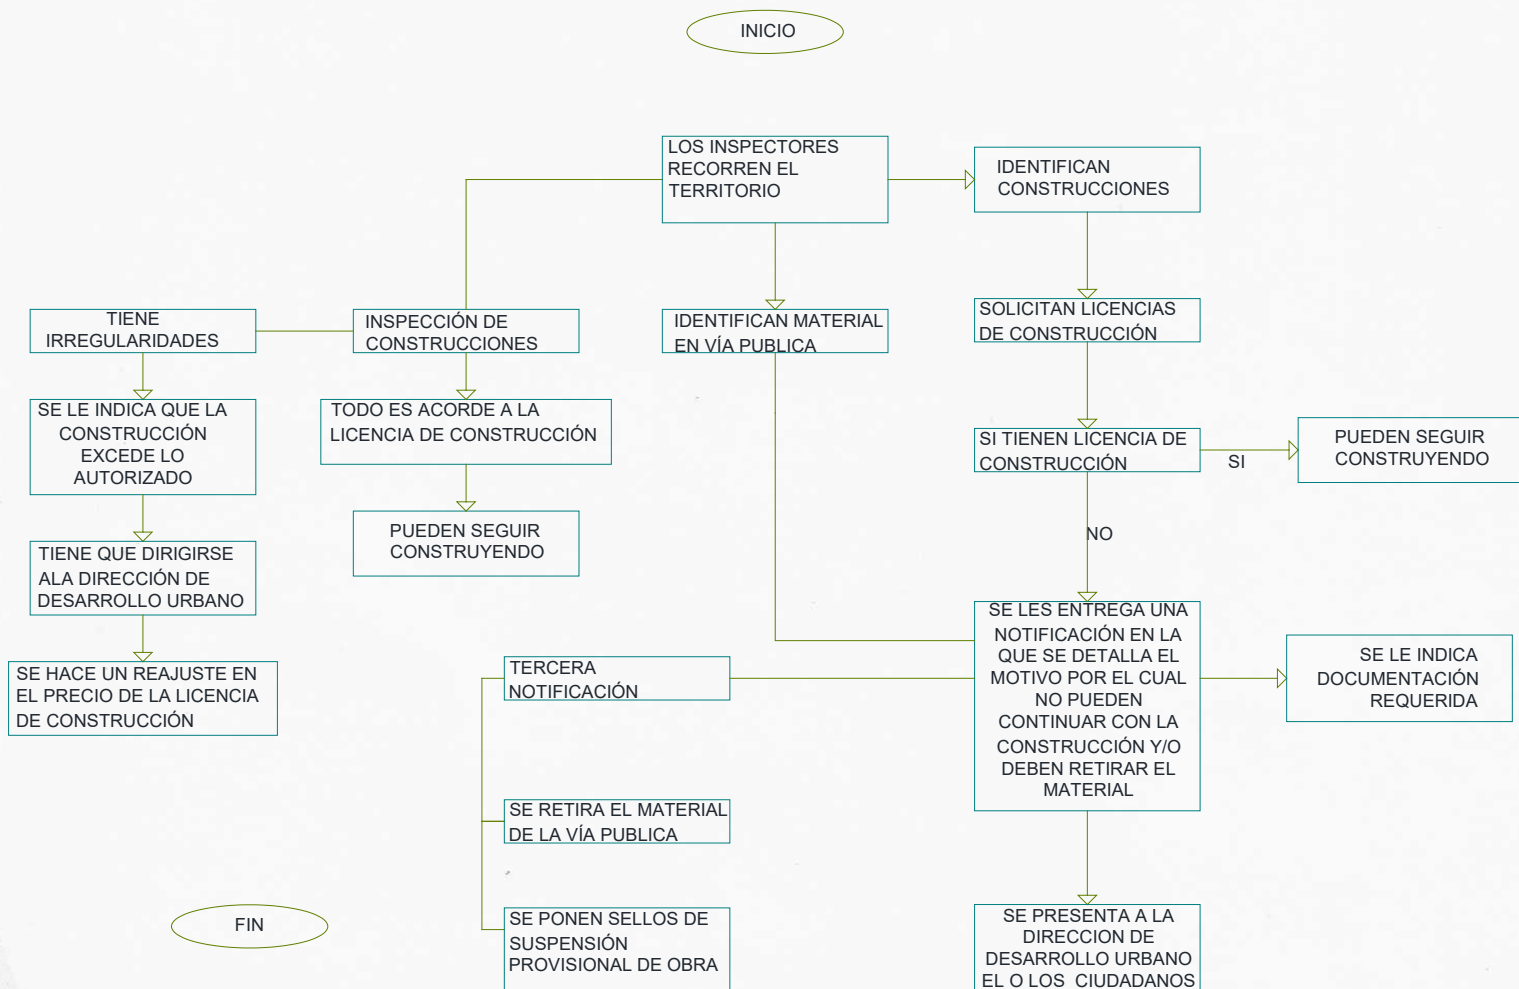 INICIO
LOS INSPECTORES
RECORREN EL
TERRITORIO
IDENTIFICAN
CONSTRUCCIONES
TIENE
IRREGULARIDADES
INSPECCIÓN DE
CONSTRUCCIONES
IDENTIFICAN MATERIAL
EN VÍA PUBLICA
SOLICITAN LICENCIAS
DE CONSTRUCCIÓN
SE LE INDICA QUE LA
CONSTRUCCIÓN
EXCEDE LO
AUTORIZADO
TODO ES ACORDE A LA
LICENCIA DE CONSTRUCCIÓN
SI TIENEN LICENCIA DE
CONSTRUCCIÓN
SI
PUEDEN SEGUIR
CONSTRUYENDO
PUEDEN SEGUIR
CONSTRUYENDO
NO
TIENE QUE DIRIGIRSE
ALA DIRECCIÓN DE
DESARROLLO URBANO
SE LES ENTREGA UNA
NOTIFICACIÓN EN LA
QUE SE DETALLA EL
MOTIVO POR EL CUAL
NO PUEDEN
CONTINUAR CON LA
CONSTRUCCIÓN Y/O
DEBEN RETIRAR EL
MATERIAL
SE LE INDICA
DOCUMENTACIÓN
REQUERIDA
TERCERA
NOTIFICACIÓN
SE HACE UN REAJUSTE EN
EL PRECIO DE LA LICENCIA
DE CONSTRUCCIÓN
SE RETIRA EL MATERIAL
DE LA VÍA PUBLICA
FIN
SE PONEN SELLOS DE
SUSPENSIÓN
PROVISIONAL DE OBRA
SE PRESENTA A LA
DIRECCION DE
DESARROLLO URBANO
EL O LOS CIUDADANOS